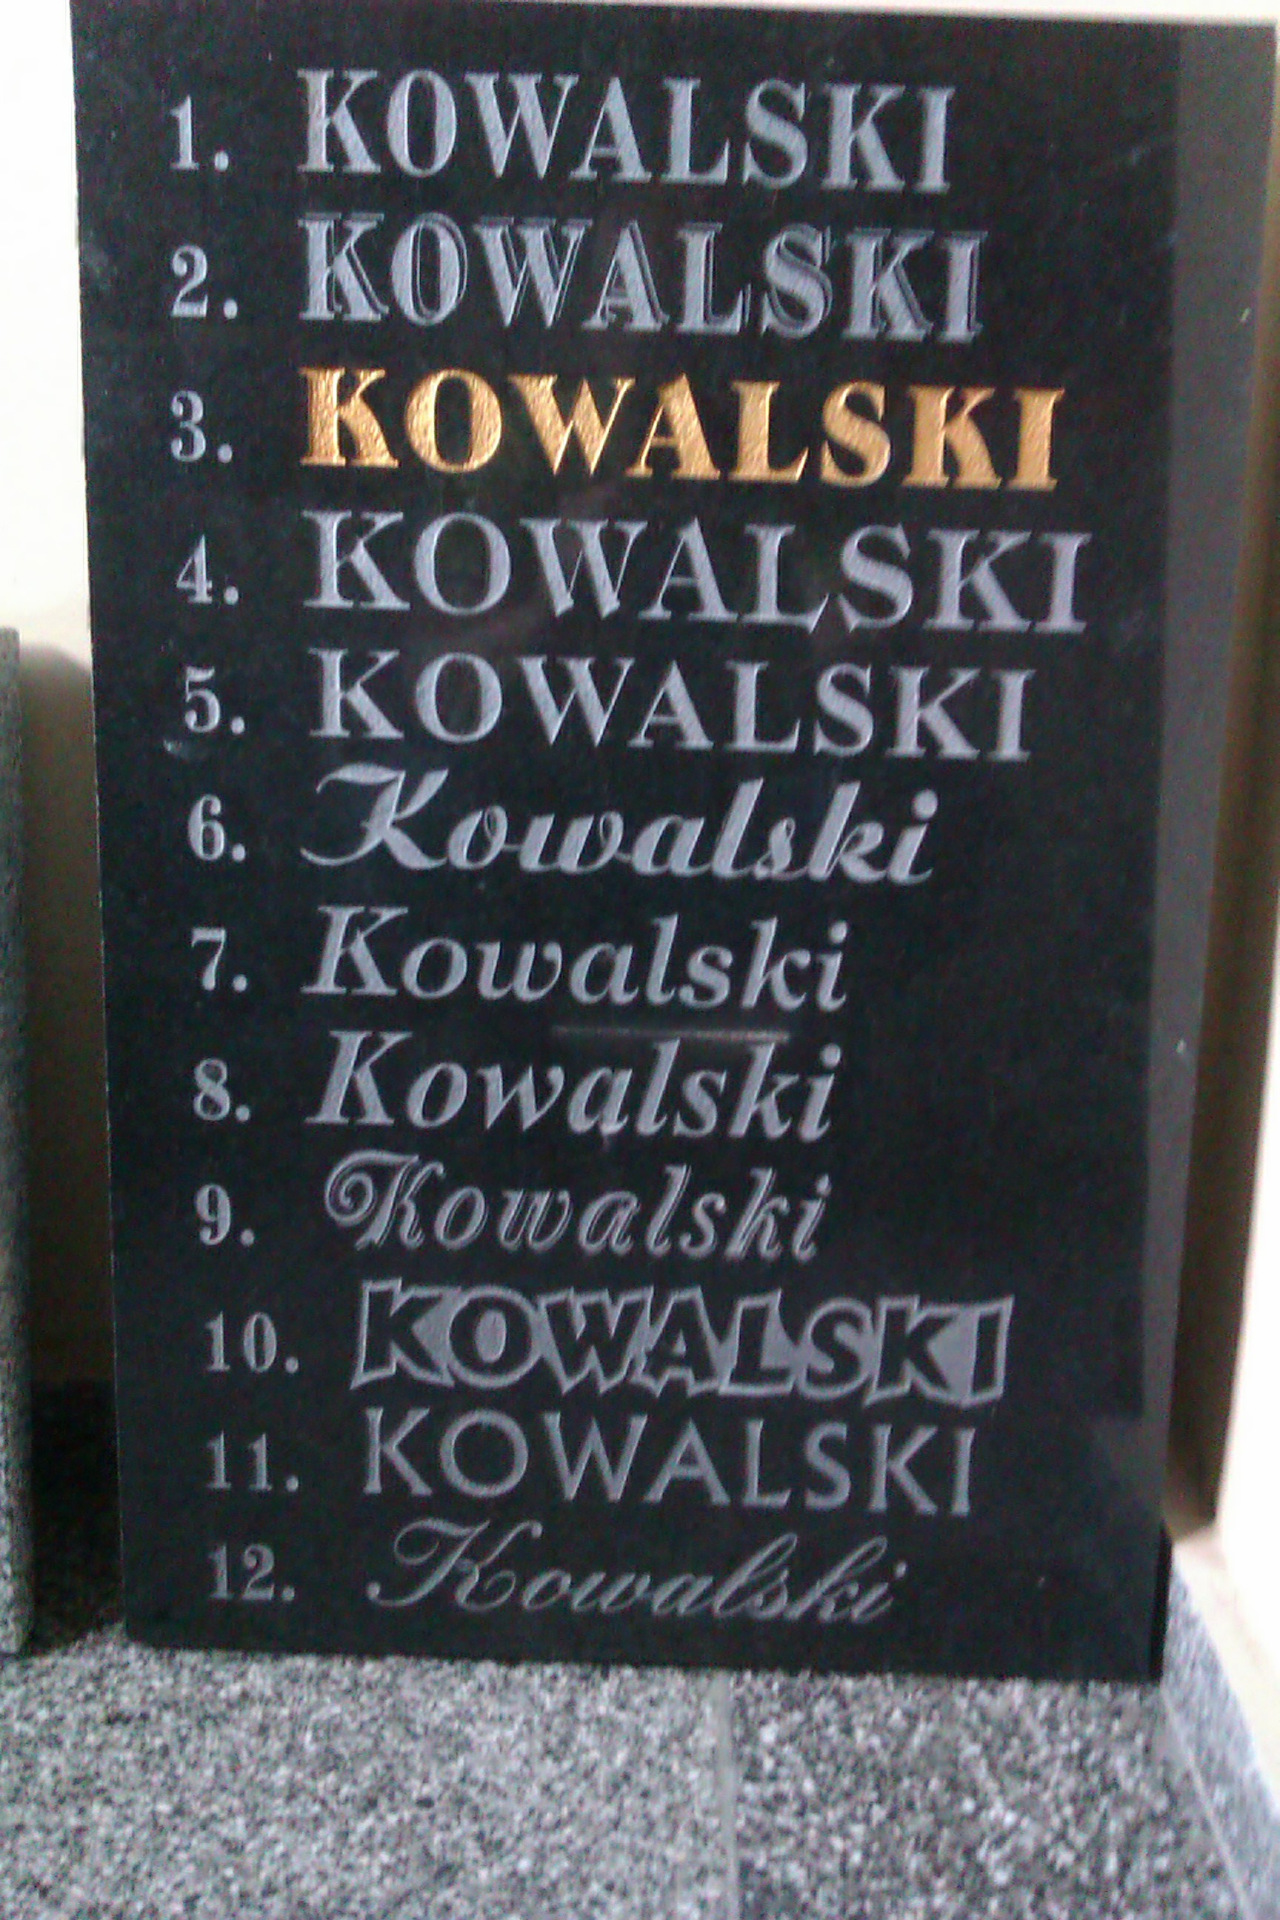 1. KOWALSKI
2. KOWALSKI
3. KOWALSKI
4. KOWALSKI
5. KOWALSKI
6. Kowalski
7. Kowalski
8. Kowalski
9. Kowalski
10. KOWALSKI
11. KOWALSKI
12. Kowalski